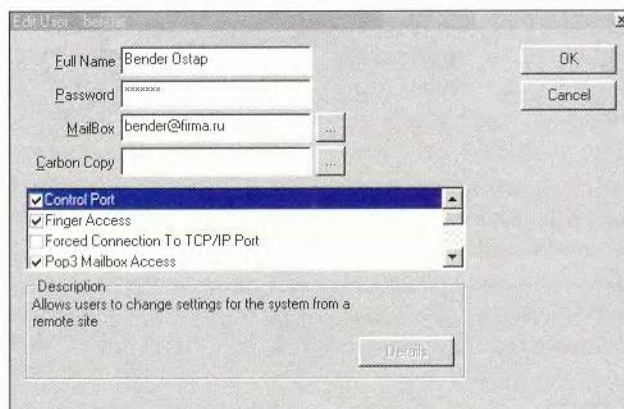 Edit User bender
Full Name Bender Ostap
OK
Password xxxxxxx
Cancel
MailBox bender@firma.ru ...
Carbon Copy ...
Control Port
Finger Access
Forced Connection To TCP/IP Port
Pop3 Mailbox Access
Description
Allows users to change settings for the system from a
remote site
Details